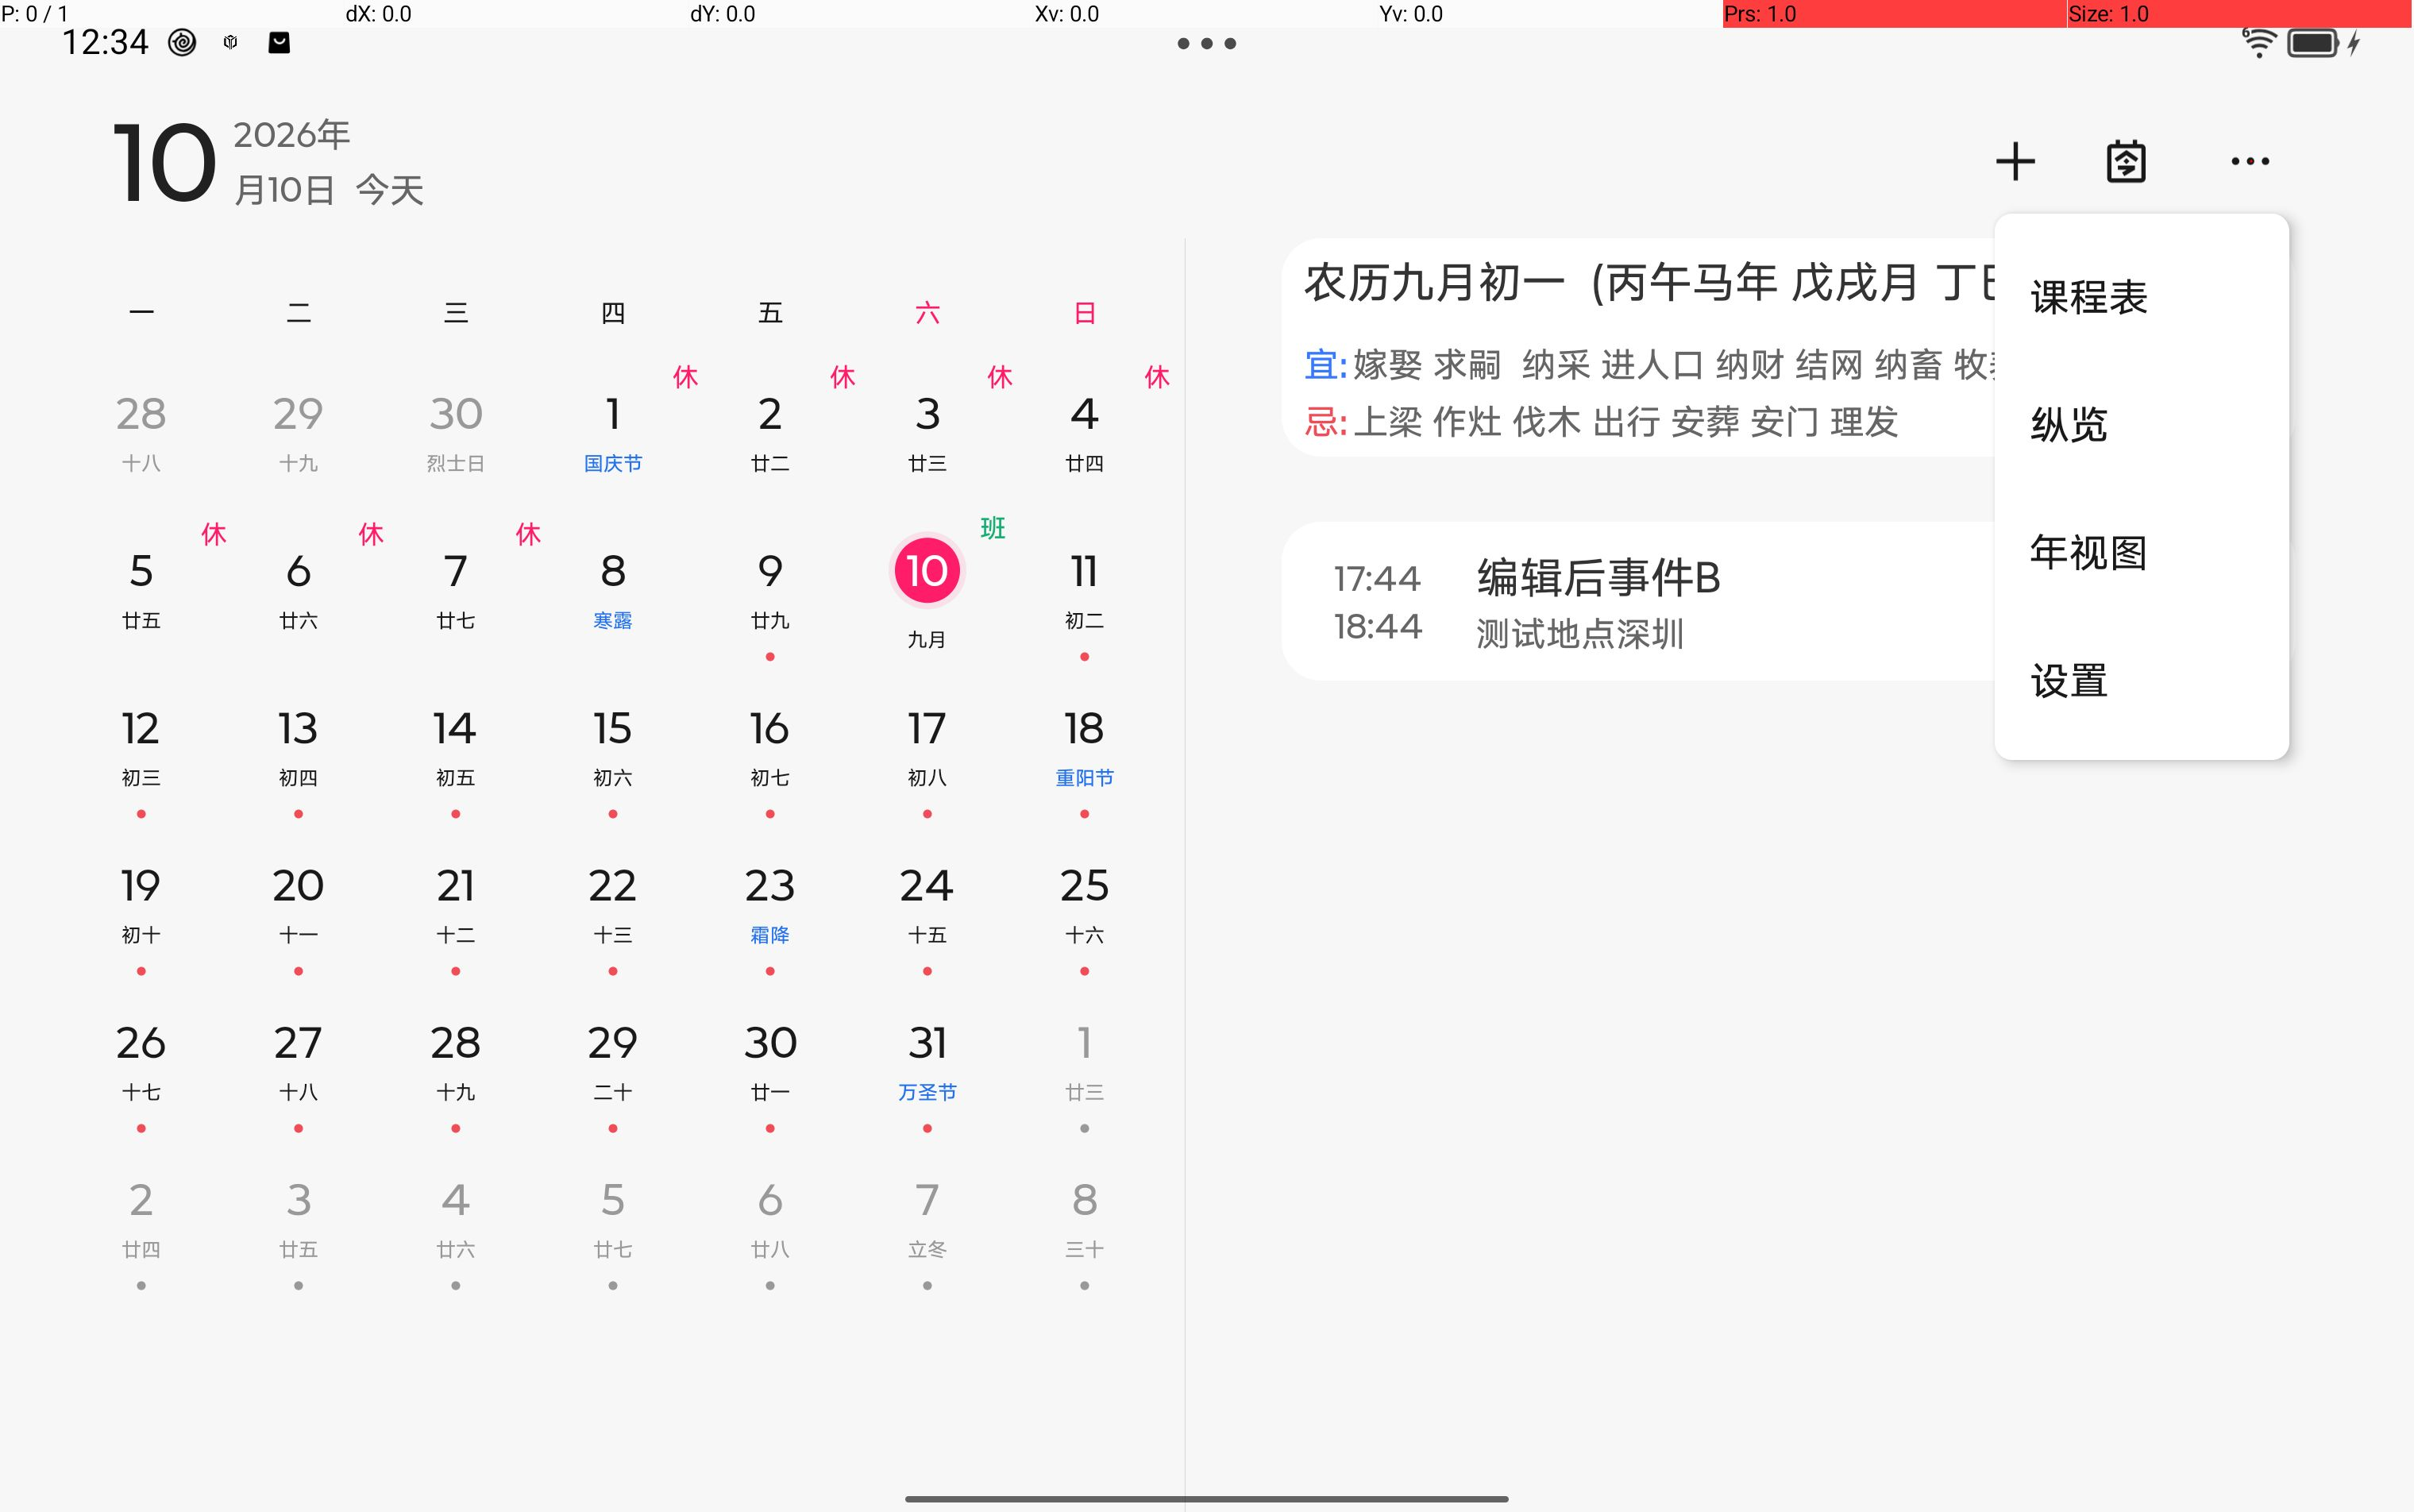 P: 0 / 1 dX: 0.0 dY: 0.0 Xv: 0.0 Yv: 0.0 Prs: 1.0 Size: 1.0
12:34 6
10 2026年
月10日 今天
一 二 三 四 五 六 日
休 休 休 休
28 29 30 1 2 3 4
十八 十九 烈士日 国庆节 廿二 廿三 廿四
休 休 休 班
5 6 7 8 9 10 11
廿五 廿六 廿七 寒露 廿九 九月 初二
12 13 14 15 16 17 18
初三 初四 初五 初六 初七 初八 重阳节
19 20 21 22 23 24 25
初十 十一 十二 十三 霜降 十五 十六
26 27 28 29 30 31 1
十七 十八 十九 二十 廿一 万圣节 廿三
2 3 4 5 6 7 8
廿四 廿五 廿六 廿七 廿八 立冬 三十
今
农历九月初一 (丙午马年 戊戌月 丁
宜: 嫁娶 求嗣 纳采 进人口 纳财 结网 纳畜 牧
忌: 上梁 作灶 伐木 出行 安葬 安门 理发
17:44 编辑后事件B
18:44 测试地点深圳
课程表
纵览
年视图
设置